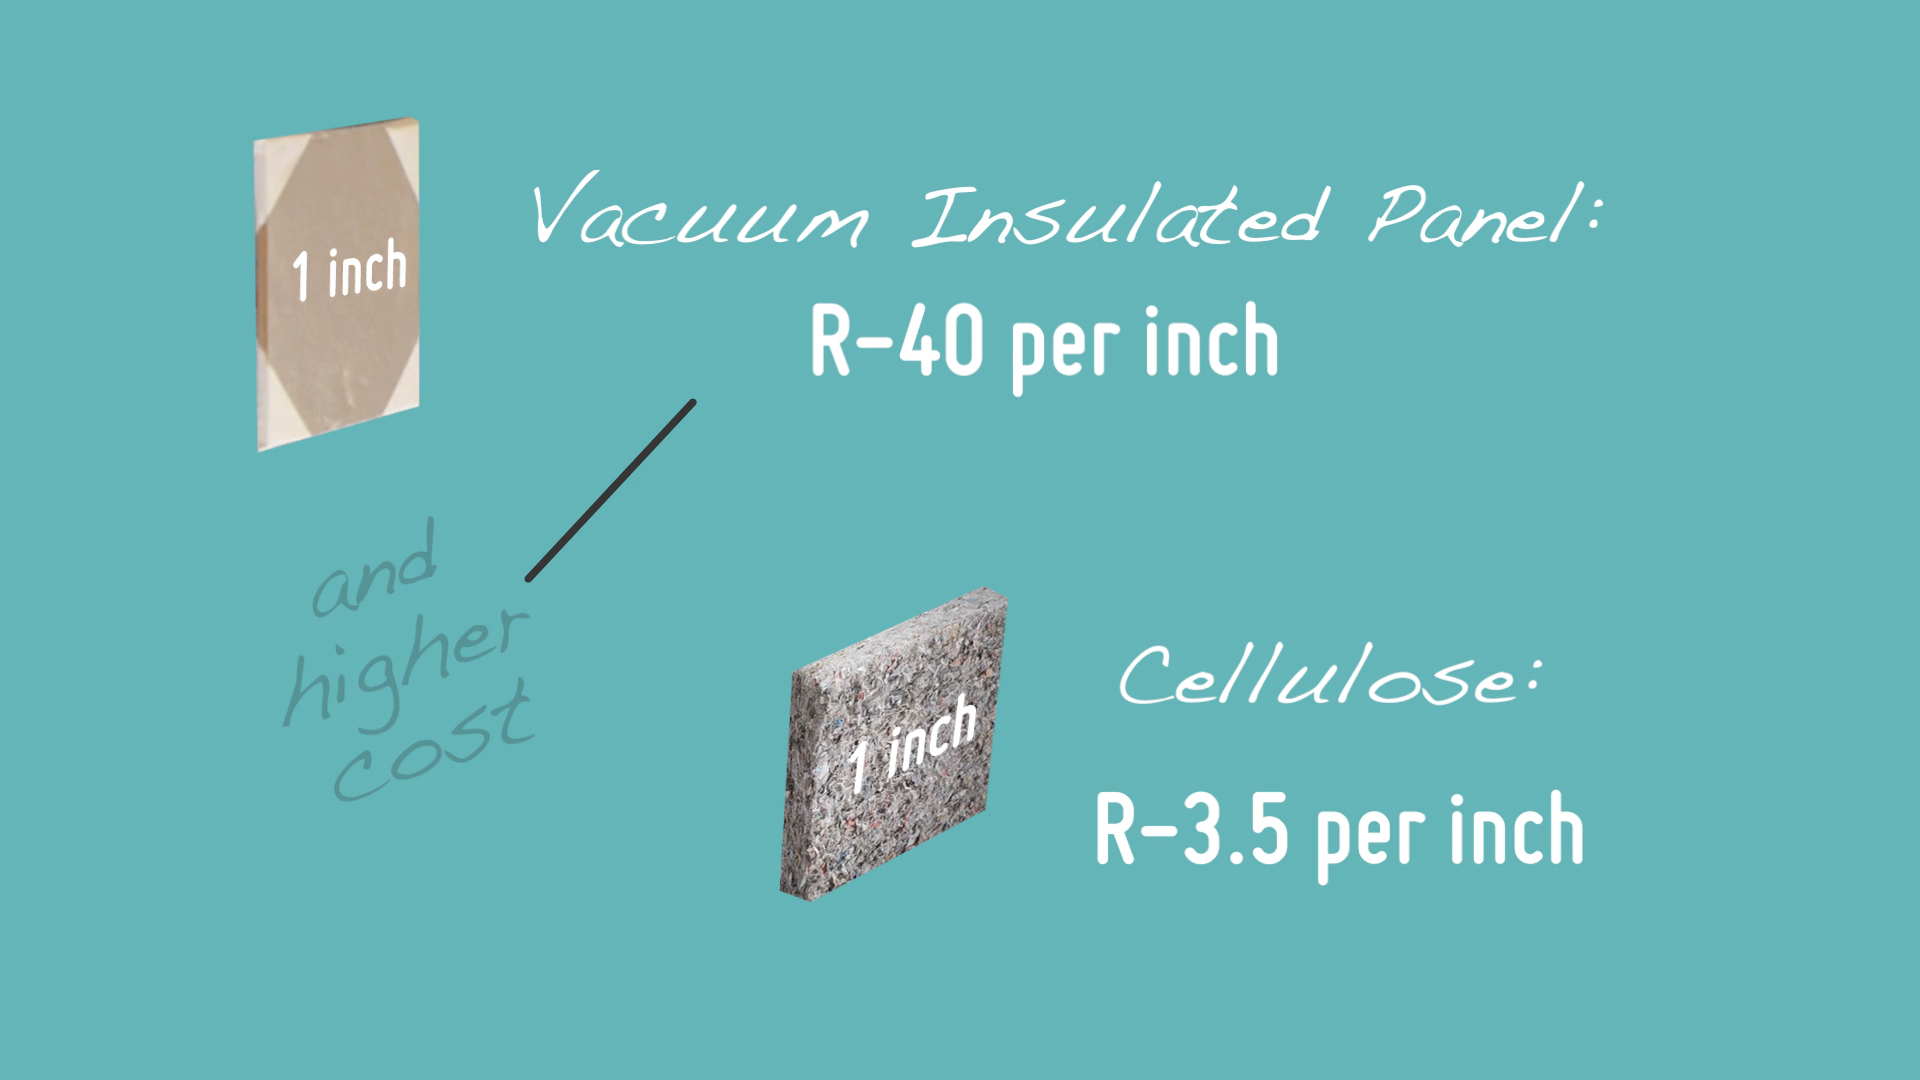 1 inch
Vacuum Insulated Panel:
R-40 per inch
and
higher
cost
1 inch
Cellulose:
R-3.5 per inch